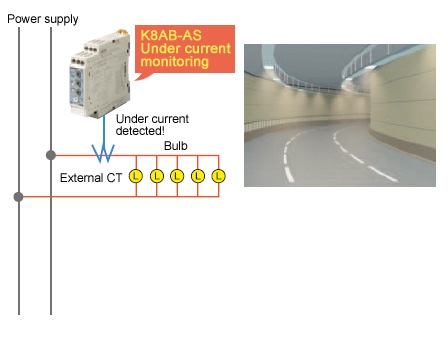 Power supply
K8AB-AS
Under current
monitoring
Under current
detected!
Bulb
External CT
L L L L L